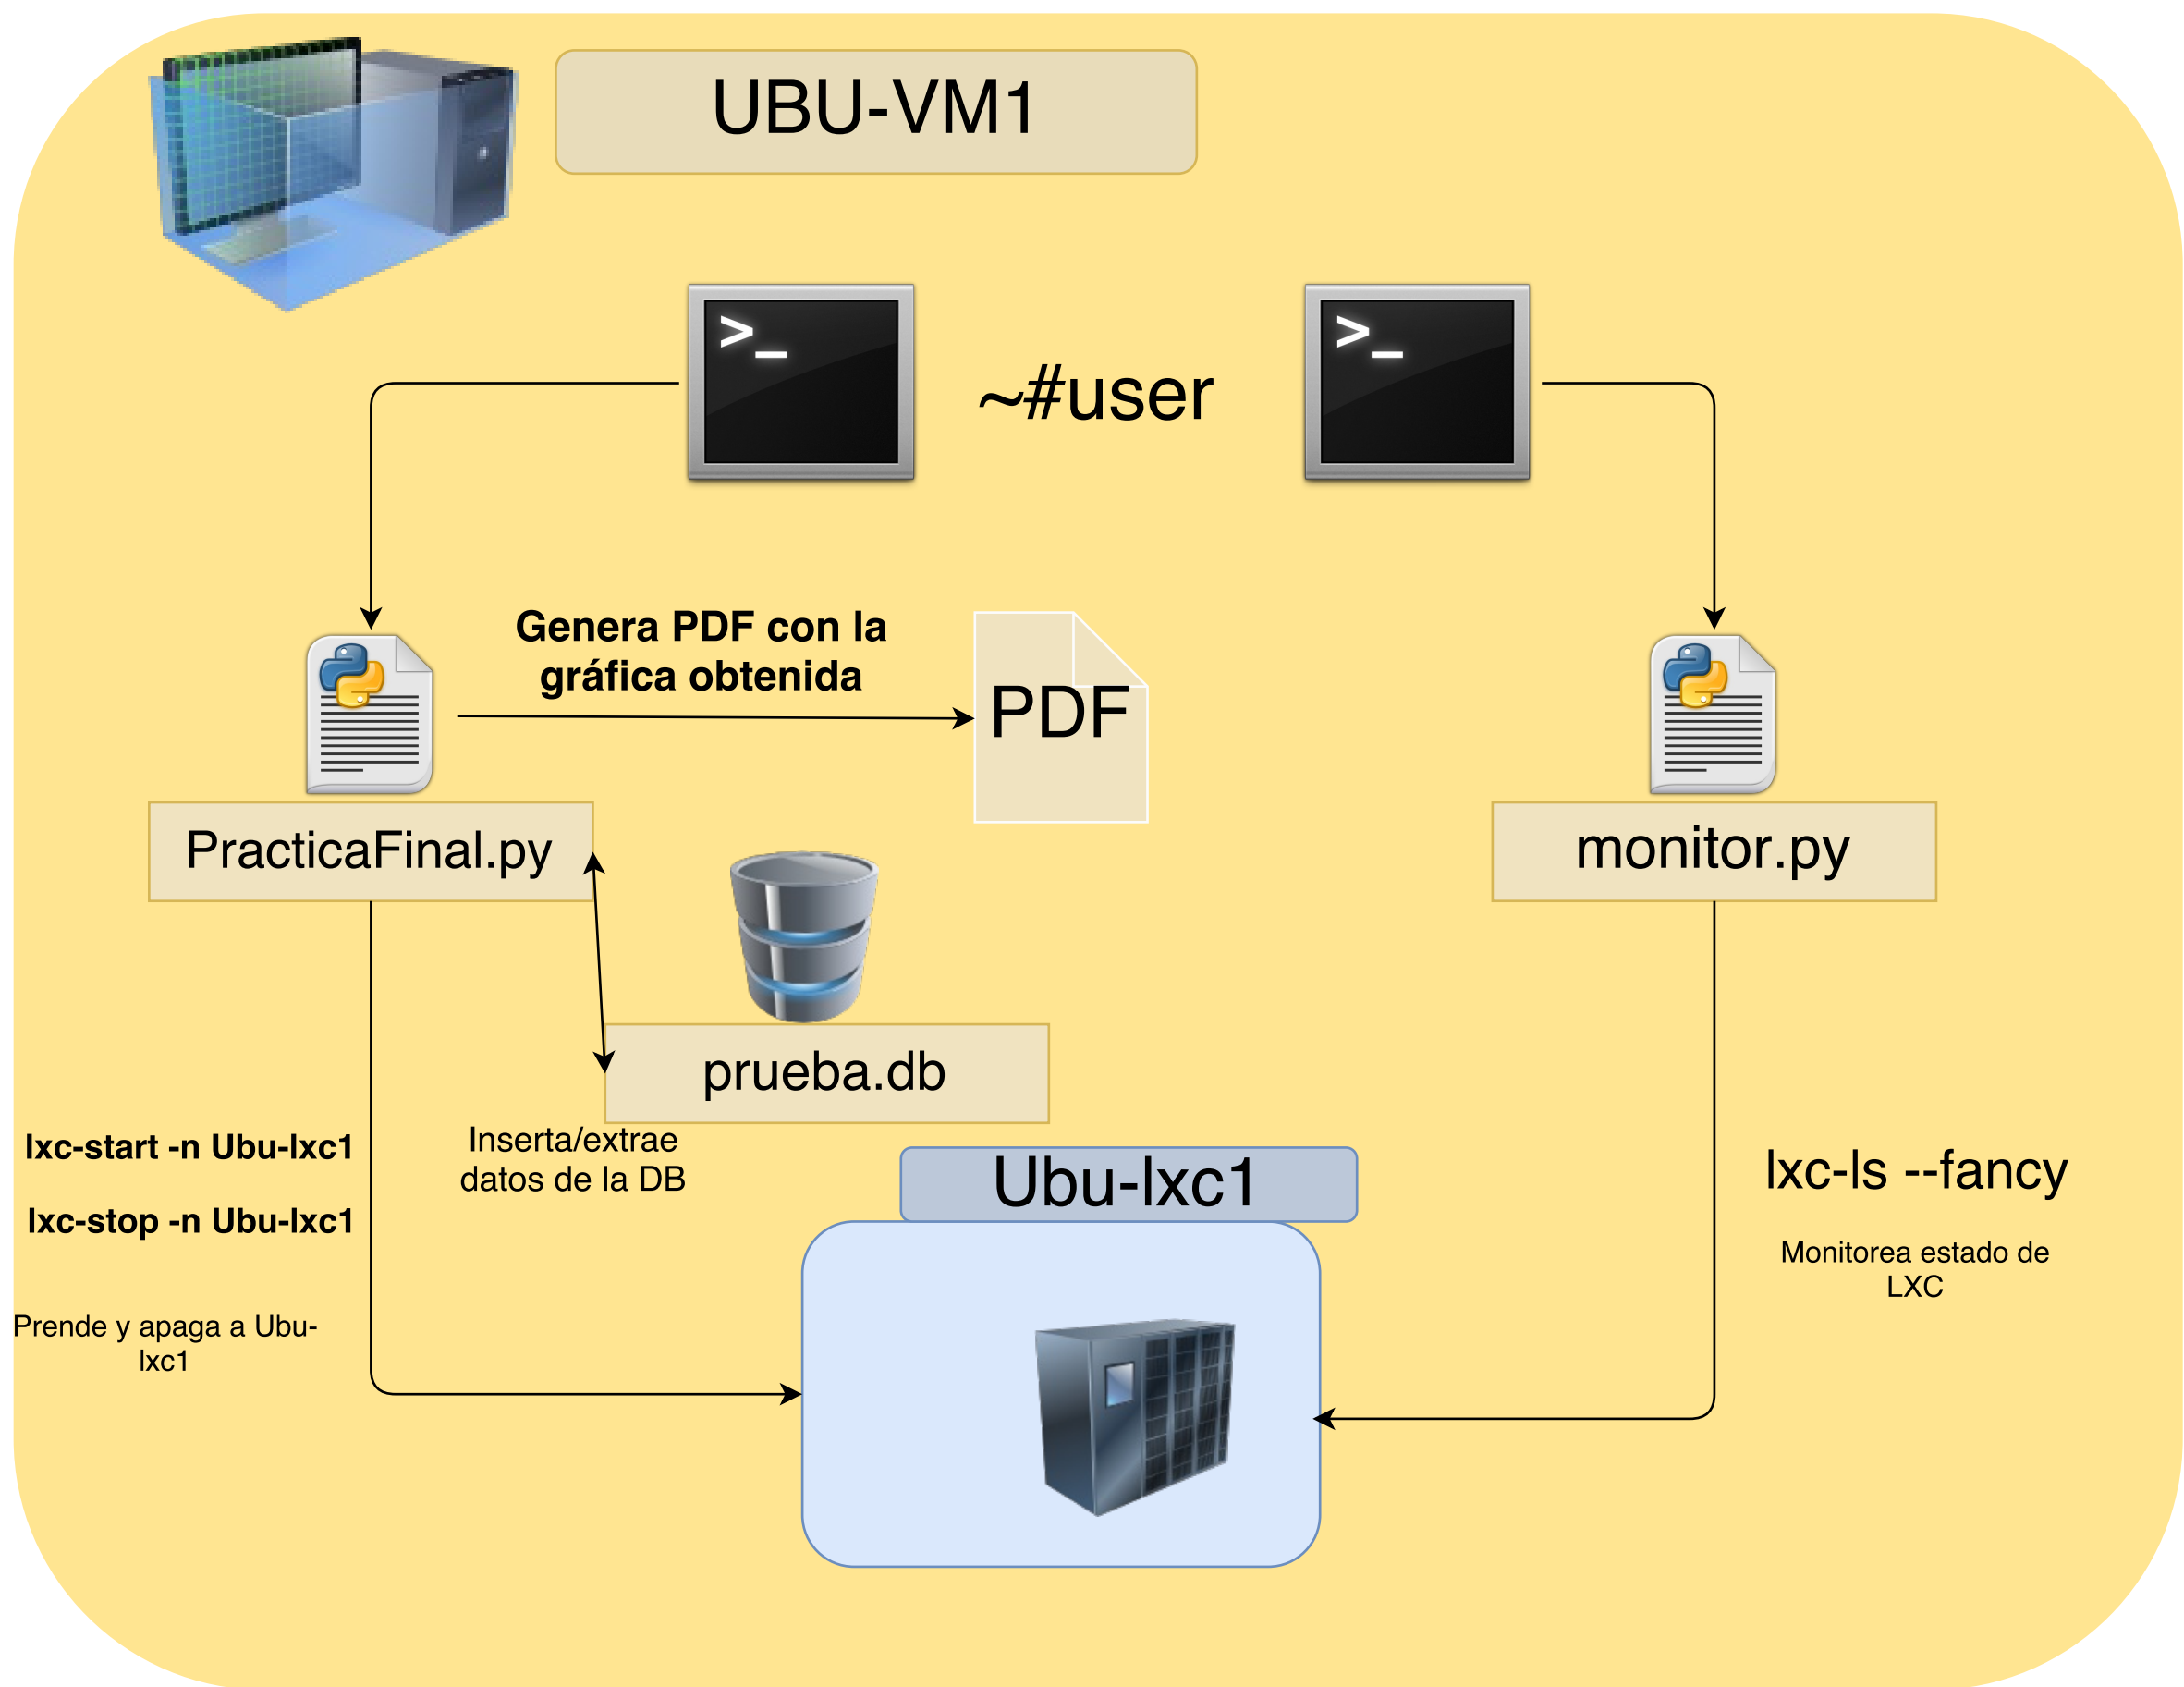 UBU-VM1
>_
~#user
>_
Genera PDF con la
gráfica obtenida
PDF
PracticaFinal.py
monitor.py
prueba.db
Inserta/extrae
datos de la DB
lxc-start -n Ubu-lxc1
lxc-stop -n Ubu-lxc1
Prende y apaga a Ubu-
lxc1
Ubu-lxc1
lxc-ls --fancy
Monitorea estado de
LXC